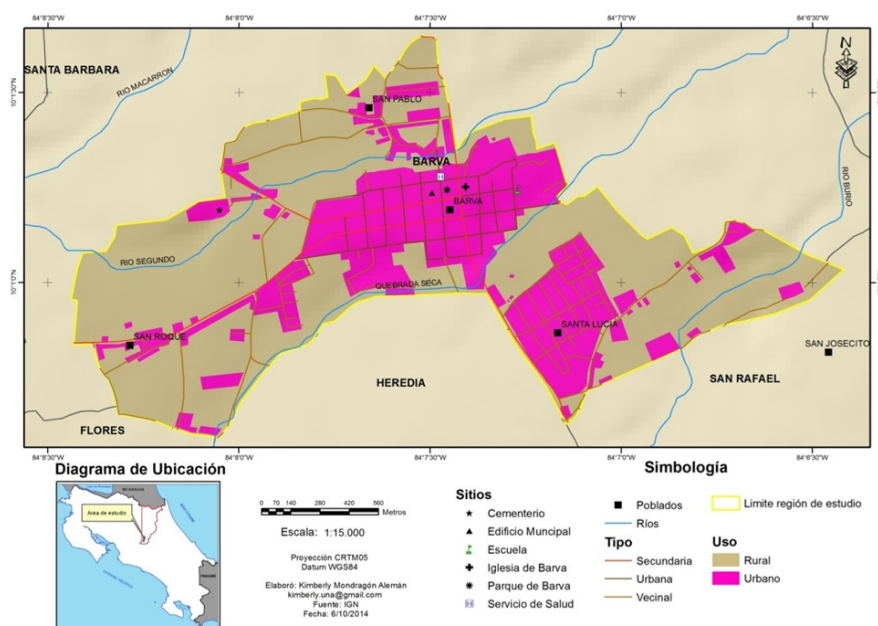 84°8'30"W
84°8'0"W
84°7'30"W
84°7'0"W
84°6'30"W
SANTA BARBARA
RIO MACARRON
N
10°1'30"N
SAN PABLO
BARVA
H
BARVA
RIO BURIO
RIO SEGUNDO
10°1'0"N
QUEBRADA SECA
SANTA LUCIA
SAN ROQUE
SAN JOSECITO
HEREDIA
SAN RAFAEL
FLORES
84°8'30"W
84°8'0"W
84°7'30"W
84°7'0"W
84°6'30"W
Diagrama de Ubicación
NICARAGUA
Area de estudio
PANAMA
0 70 140 280 420 560
Metros
Escala: 1:15.000
Proyección CRTM05
Datum WGS84
Elaboró: Kimberly Mondragón Alemán
kimberly.una@gmail.com
Fuente: IGN
Fecha: 6/10/2014
Simbología
Sitios
Cementerio
Edificio Muncipal
Escuela
Iglesia de Barva
Parque de Barva
H Servicio de Salud
Poblados
Ríos
Tipo
Secundaria
Urbana
Vecinal
Limite región de estudio
Uso
Rural
Urbano